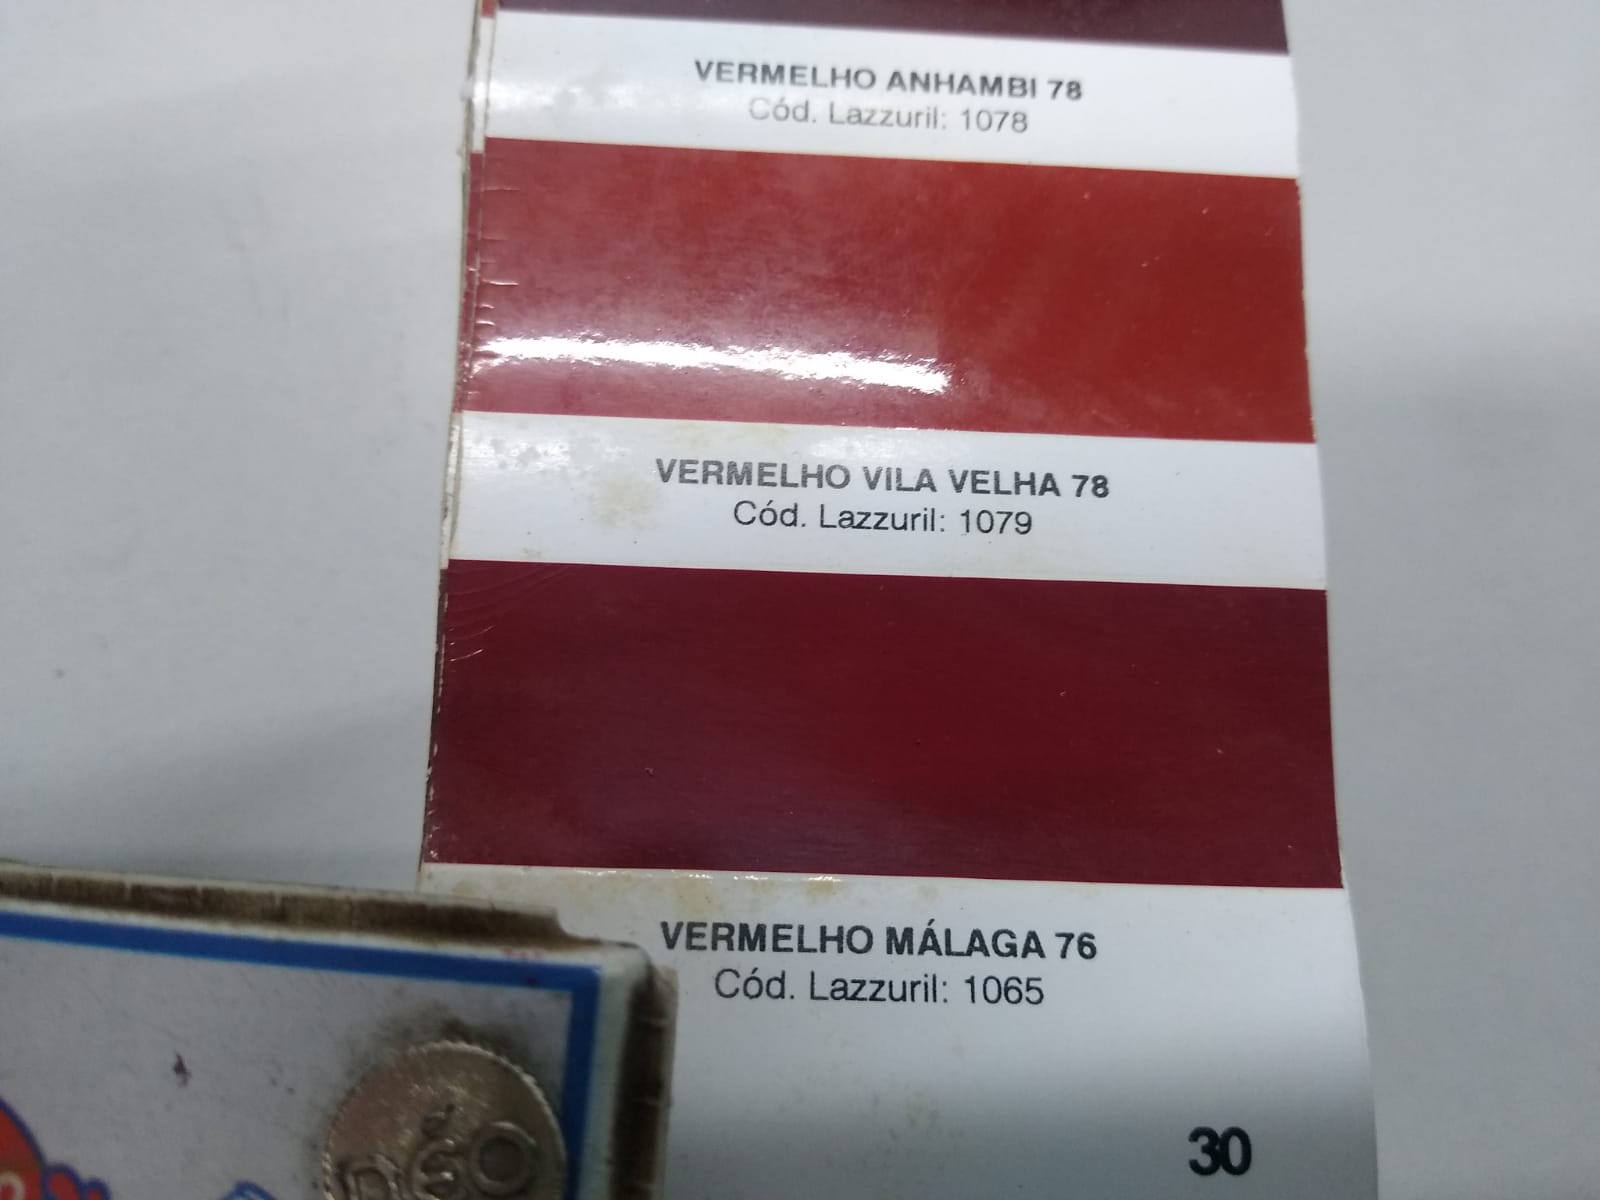 VERMELHO ANHAMBI 78
Cód. Lazzuril: 1078
VERMELHO VILA VELHA 78
Cód. Lazzuril: 1079
VERMELHO MÁLAGA 76
Cód. Lazzuril: 1065
30